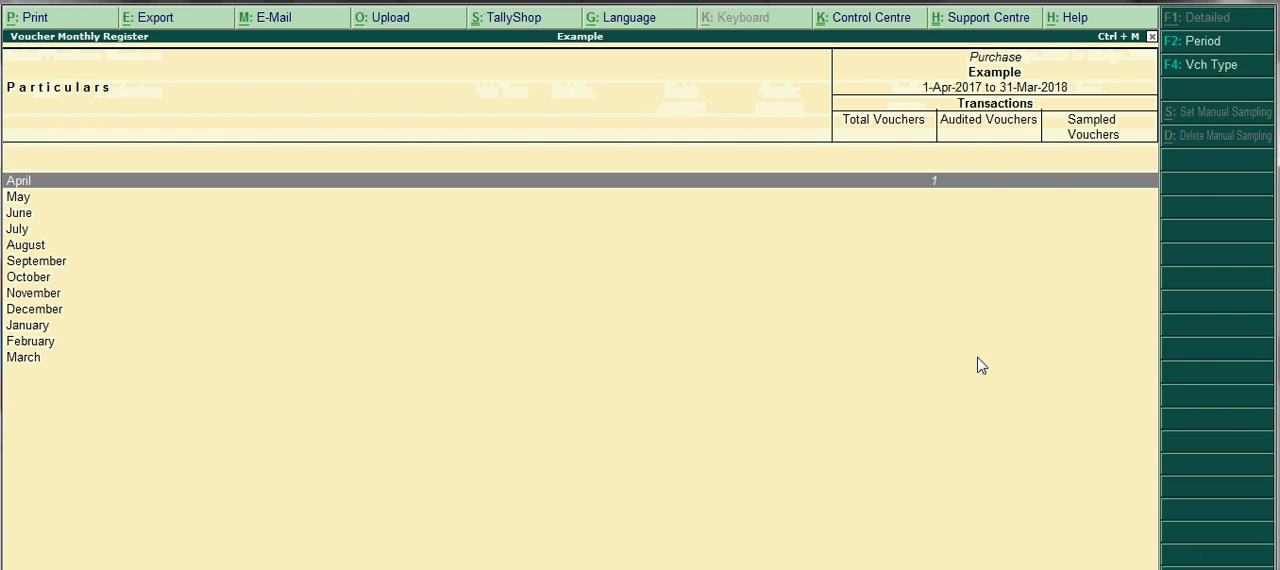 P: Print E: Export M: E-Mail O: Upload S: TallyShop G: Language K: Keyboard K: Control Centre H: Support Centre H: Help F1: Detailed
Voucher Monthly Register Example Ctrl + M
F2: Period
F4: Vch Type
Particulars
Purchase
Example
1-Apr-2017 to 31-Mar-2018
Transactions
Total Vouchers Audited Vouchers Sampled Vouchers
S: Set Manual Sampling
D: Delete Manual Sampling
April 1
May
June
July
August
September
October
November
December
January
February
March